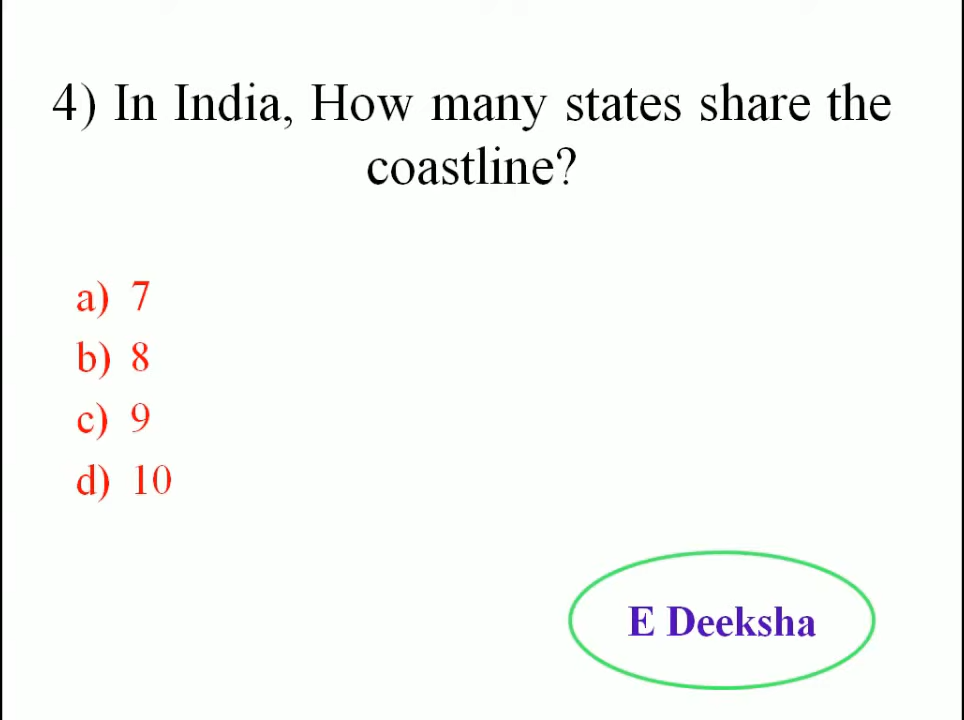 4) In India, How many states share the
coastline?
a) 7
b) 8
c) 9
d) 10
E Deeksha